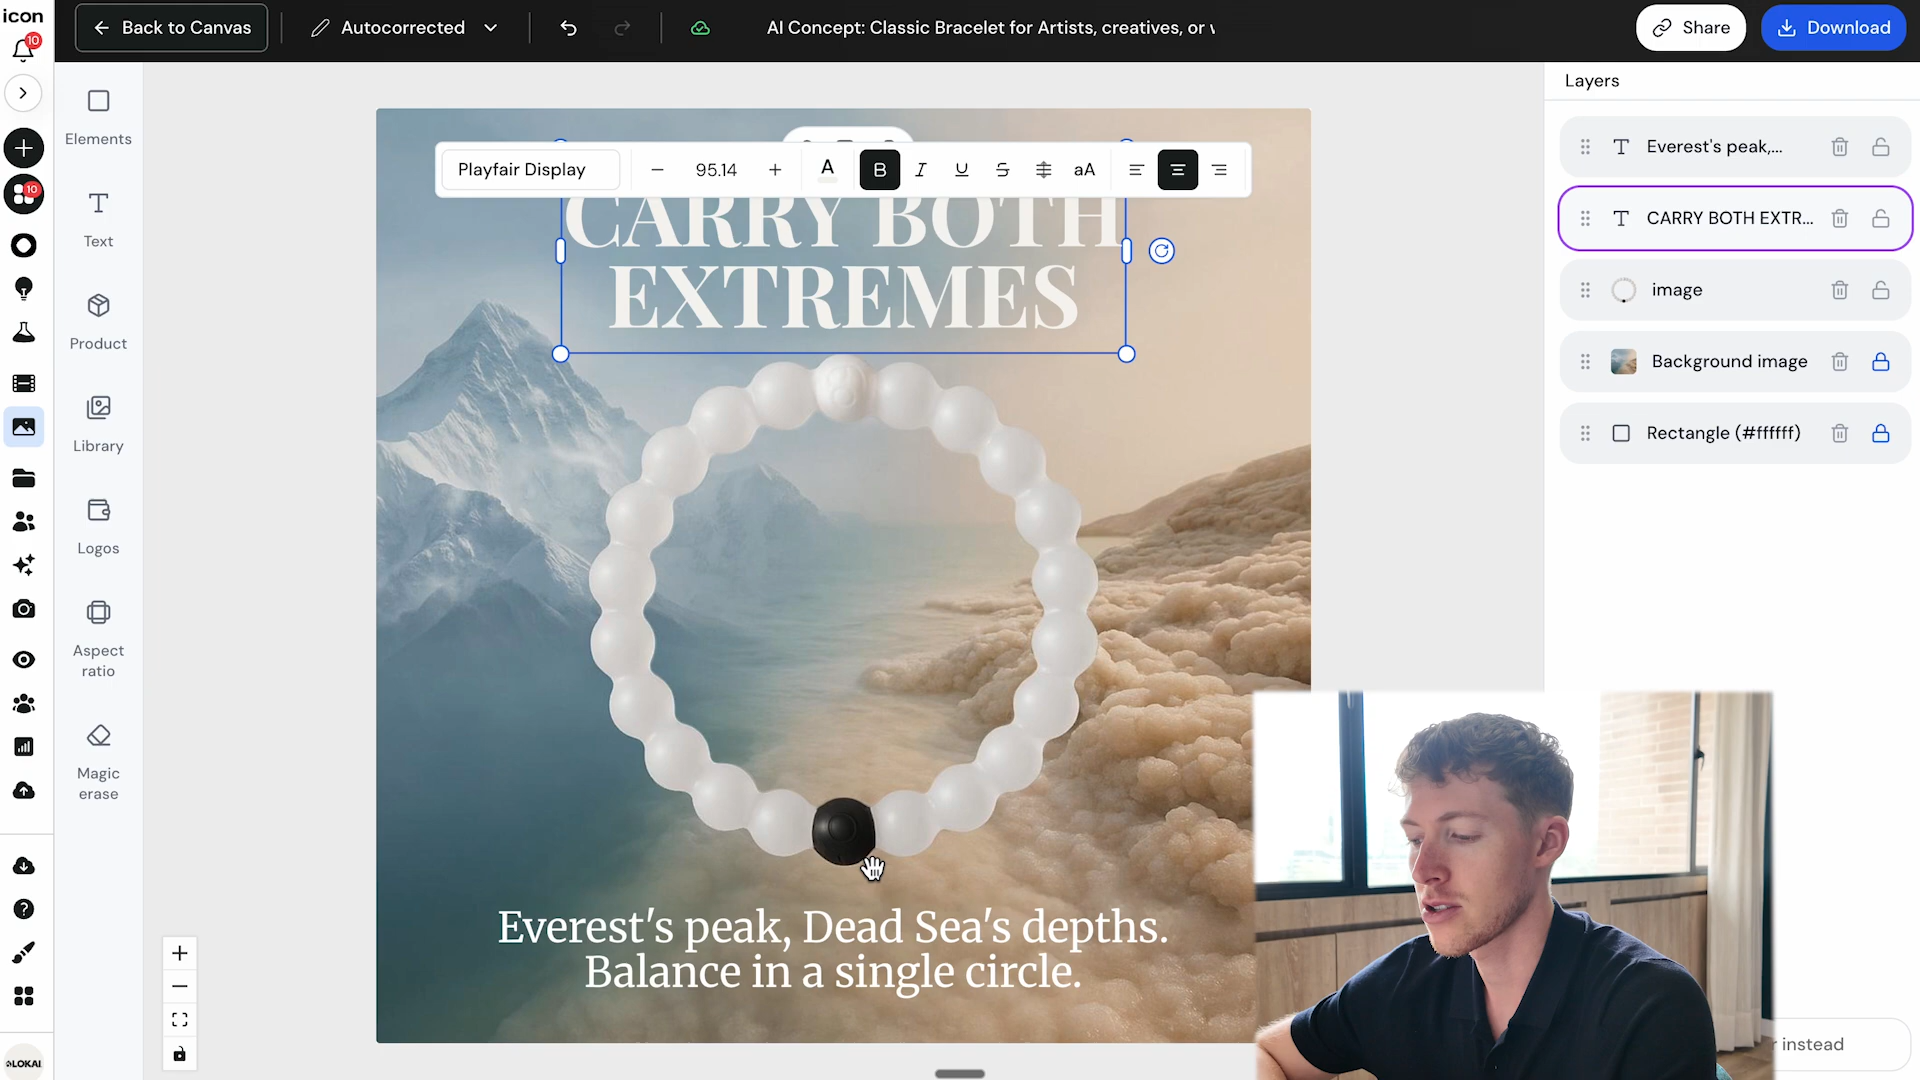 icon
10
Back to Canvas
Autocorrected
AI Concept: Classic Bracelet for Artists, creatives, or
Share
Download
Elements
Text
Product
Library
Logos
Aspect
ratio
Magic
erase
10
LOKAI
Playfair Display
95.14
A
B
I
U
S
aA
CARRY BOTH
EXTREMES
Everest's peak, Dead Sea's depths.
Balance in a single circle.
Layers
Everest's peak,...
CARRY BOTH EXTR...
image
Background image
Rectangle (#ffffff)
instead